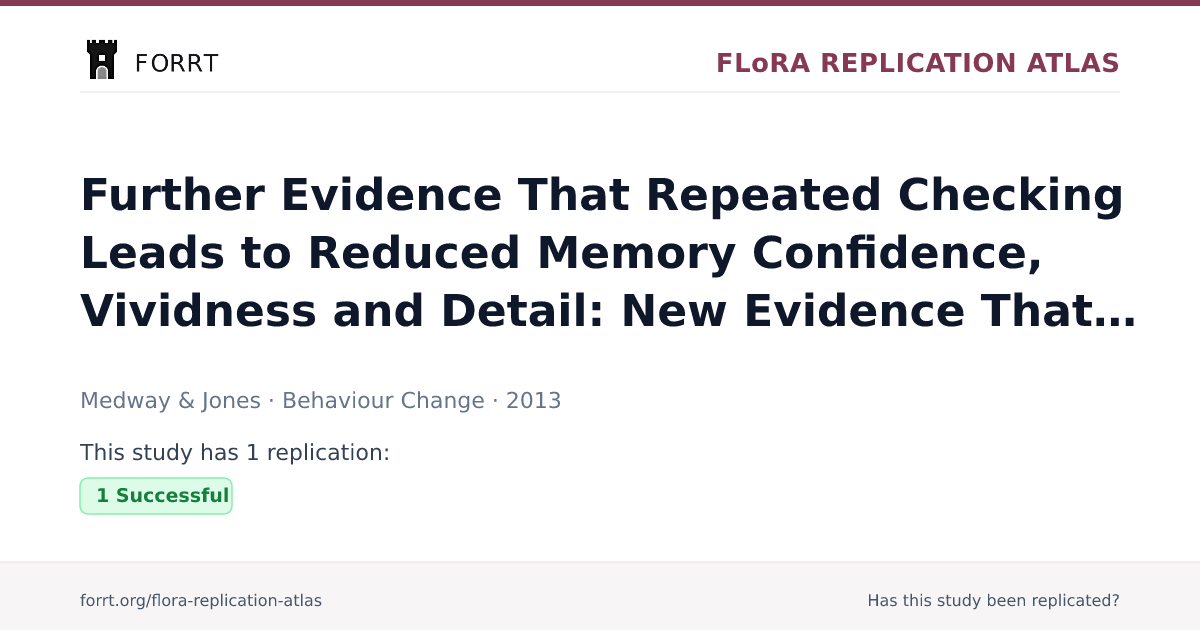 FORRT
FLoRA REPLICATION ATLAS
Further Evidence That Repeated Checking
Leads to Reduced Memory Confidence,
Vividness and Detail: New Evidence That…
Medway & Jones · Behaviour Change · 2013
This study has 1 replication:
1 Successful
forrt.org/flora-replication-atlas
Has this study been replicated?